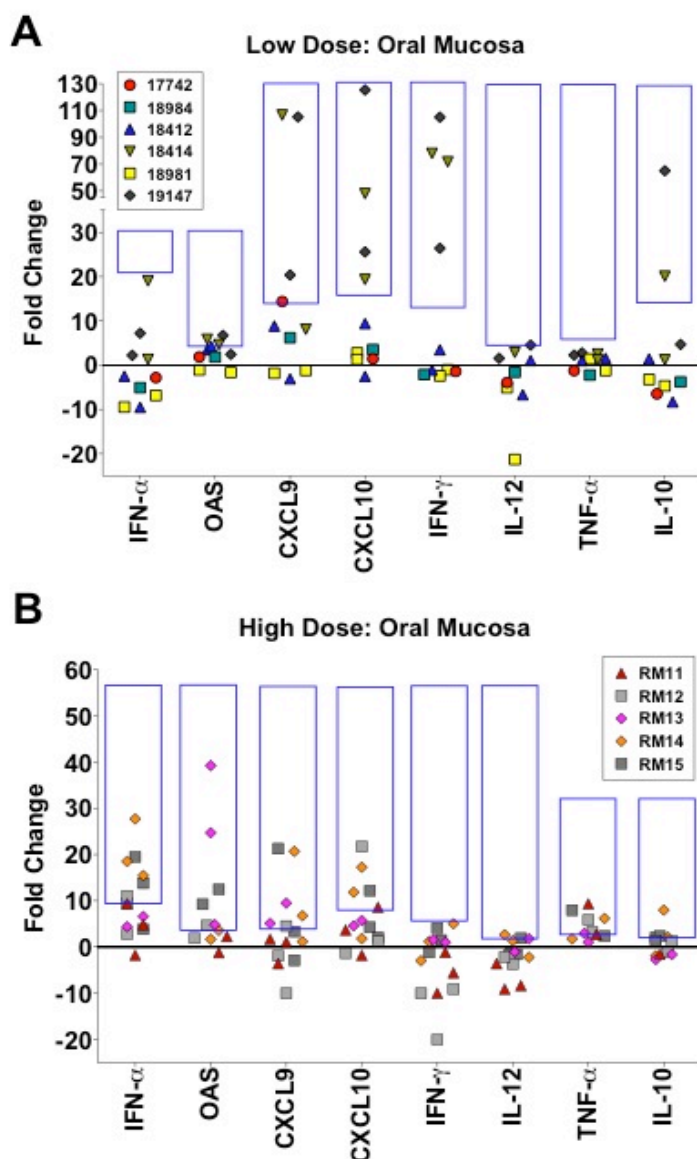 A
Low Dose: Oral Mucosa
130
110
90
70
50
30
20
10
0
-10
-20
Fold Change
17742
18984
18412
18414
18981
19147
IFN-α
OAS
CXCL9
CXCL10
IFN-γ
IL-12
TNF-α
IL-10
B
High Dose: Oral Mucosa
60
50
40
30
20
10
0
-10
-20
Fold Change
RM11
RM12
RM13
RM14
RM15
IFN-α
OAS
CXCL9
CXCL10
IFN-γ
IL-12
TNF-α
IL-10